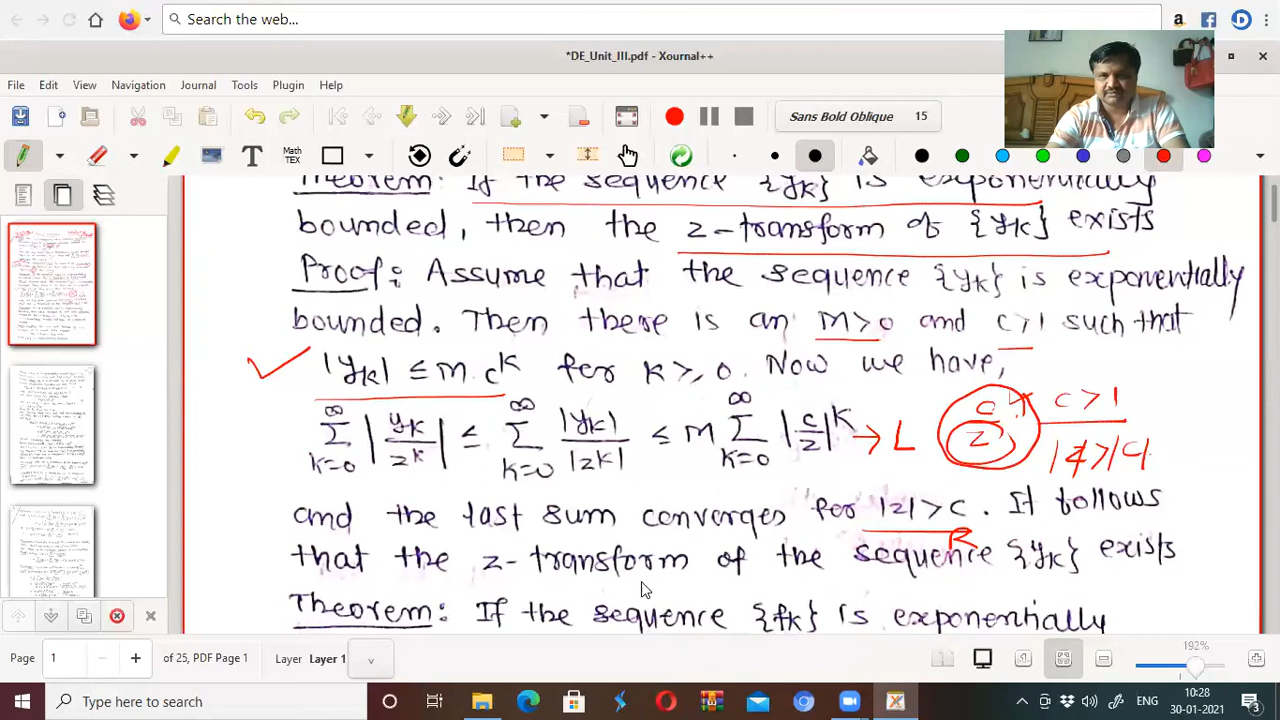 Search the web...
*DE_Unit_III.pdf - Xournal++
File Edit View Navigation Journal Tools Plugin Help
Sans Bold Oblique 15
T Math TEX
Theorem: If the sequence {yk} is exponentially
bounded, then the z-transform of {yk} exists
Proof: Assume that the sequence {yk} is exponentially
bounded. Then there is an M>0 and c>1 such that
|yk| ≤ M c^k for k≥0. Now we have,
∞ ∑ k=0 |yk/z^k| ≤ ∞ ∑ k=0 |yk|/|zk| ≤ M ∞ ∑ k=0 |c/z|^k → L c/z c>1
and the last sum converges for |z|>c. It follows
R
that the z-transform of the sequence {yk} exists
Theorem: If the sequence {fk} is exponentially
Page 1 of 25, PDF Page 1 Layer Layer 1 192%
Type here to search
ENG 10:28
30-01-2021
3